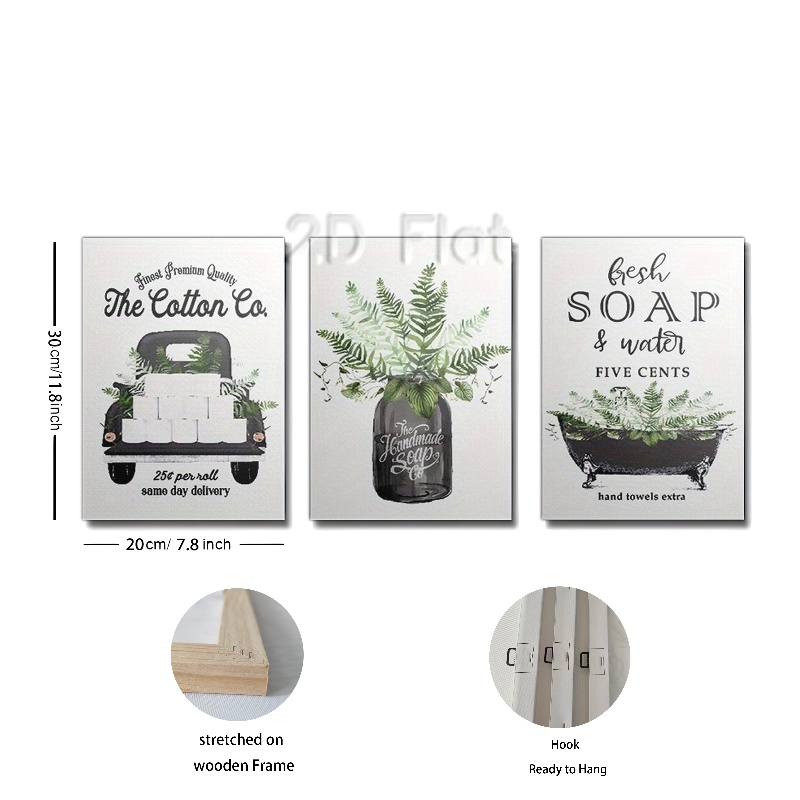 2.D Flat
Finest Premium Quality
The Cotton Co.
25¢ per roll
same day delivery
The
Handmade
Soap
Co
fresh
SOAP
& water
FIVE CENTS
hand towels extra
30cm/11.8inch
20cm/ 7.8 inch
stretched on
wooden Frame
Hook
Ready to Hang